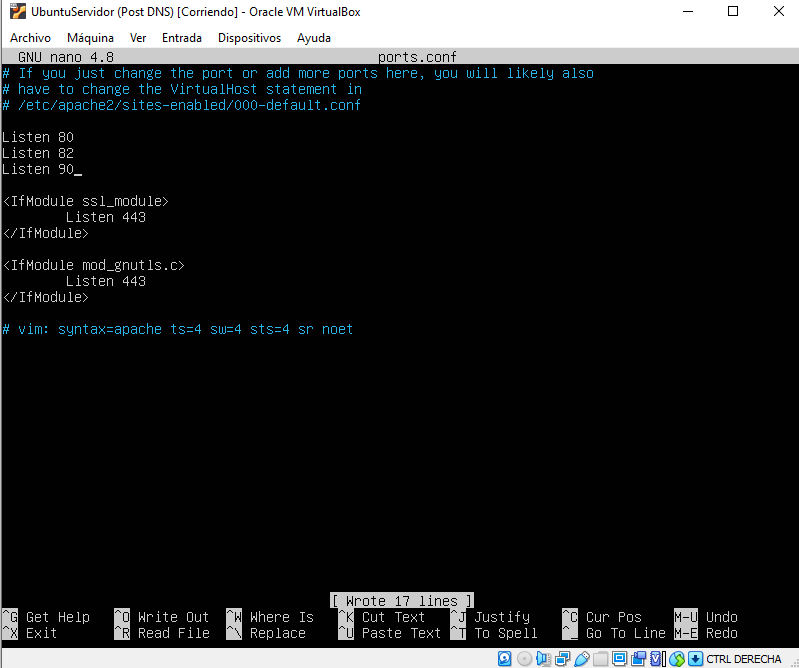 UbuntuServidor (Post DNS) [Corriendo] - Oracle VM VirtualBox
Archivo Máquina Ver Entrada Dispositivos Ayuda
GNU nano 4.8 ports.conf
# If you just change the port or add more ports here, you will likely also
# have to change the VirtualHost statement in
# /etc/apache2/sites-enabled/000-default.conf
Listen 80
Listen 82
Listen 90_
<IfModule ssl_module>
Listen 443
</IfModule>
<IfModule mod_gnutls.c>
Listen 443
</IfModule>
# vim: syntax=apache ts=4 sw=4 sts=4 sr noet
[ Wrote 17 lines ]
^G Get Help ^O Write Out ^W Where Is ^K Cut Text ^J Justify ^C Cur Pos M-U Undo
^X Exit ^R Read File ^\ Replace ^U Paste Text ^T To Spell ^_ Go To Line M-E Redo
CTRL DERECHA